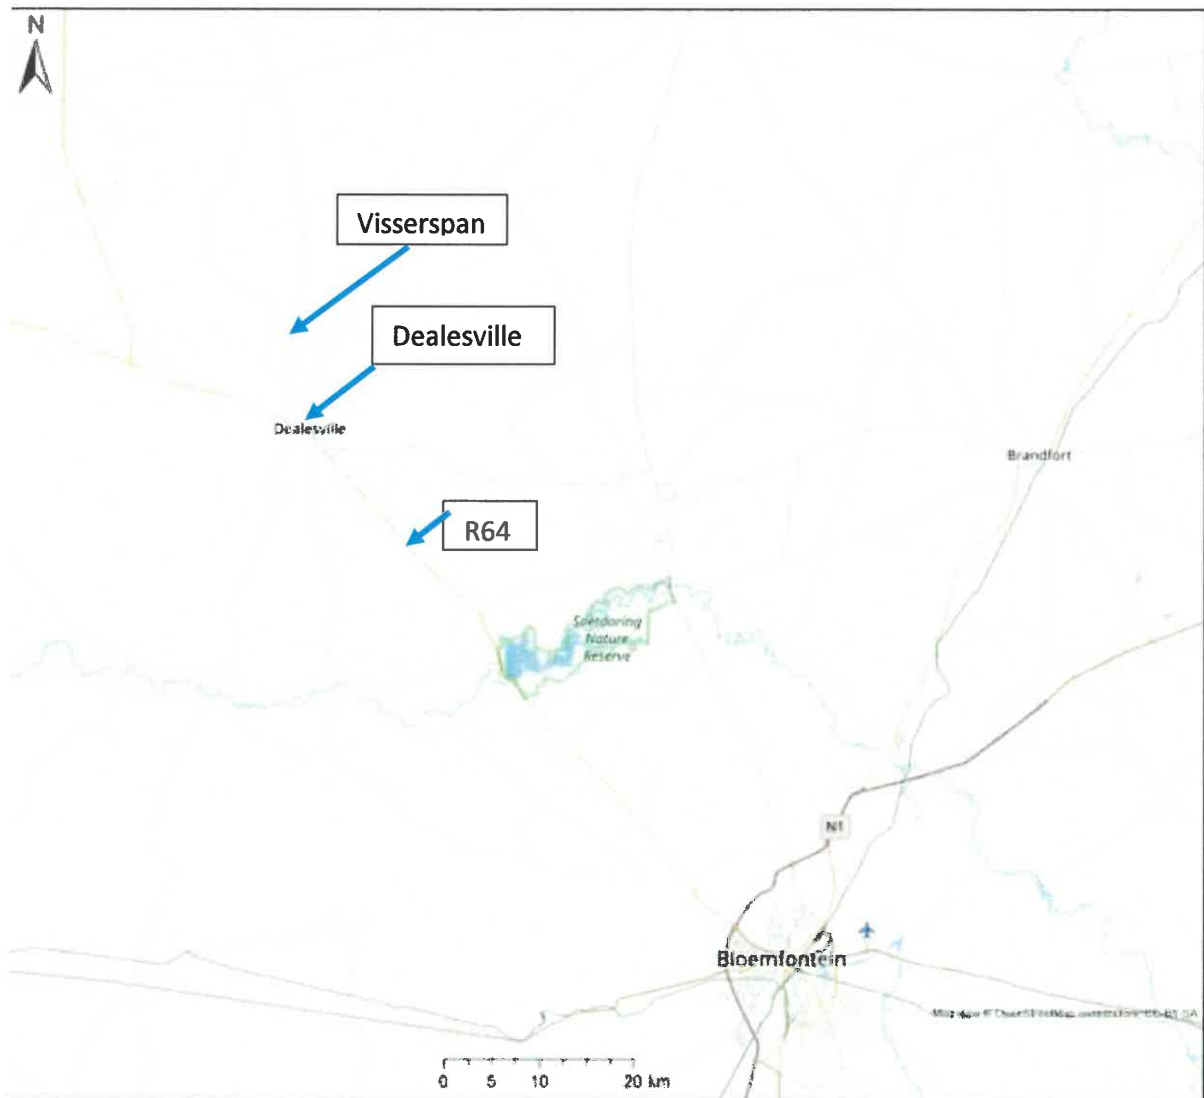 N
Visserspan
Dealesville
Dealesville
Brandfort
R64
Soetdoring
Nature
Reserve
N1
Bloemfontein
0 5 10 20 km